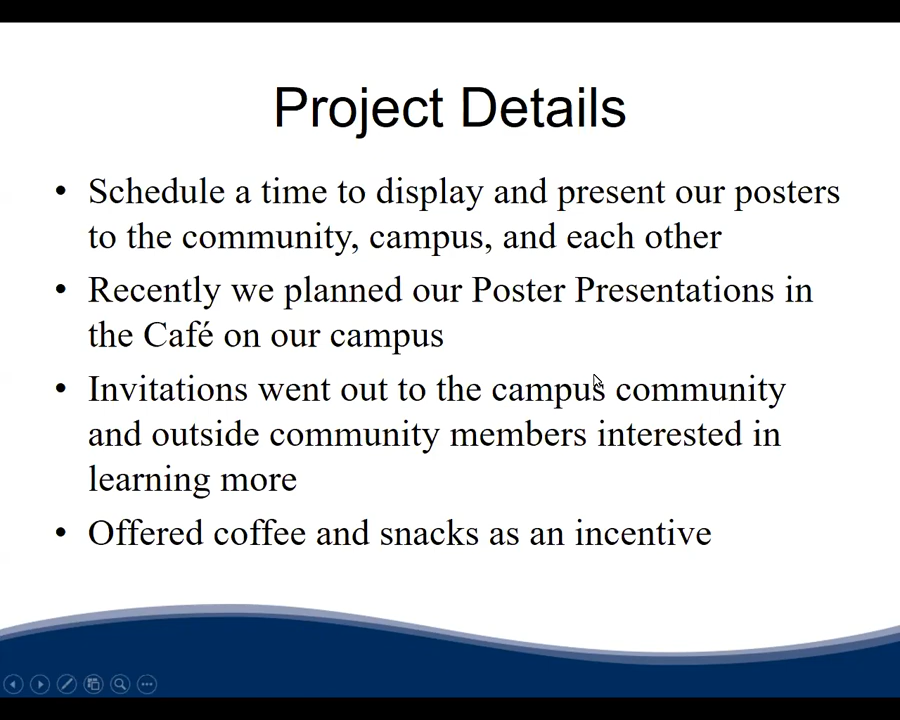 Project Details
• Schedule a time to display and present our posters
to the community, campus, and each other
• Recently we planned our Poster Presentations in
the Café on our campus
• Invitations went out to the campus community
and outside community members interested in
learning more
• Offered coffee and snacks as an incentive